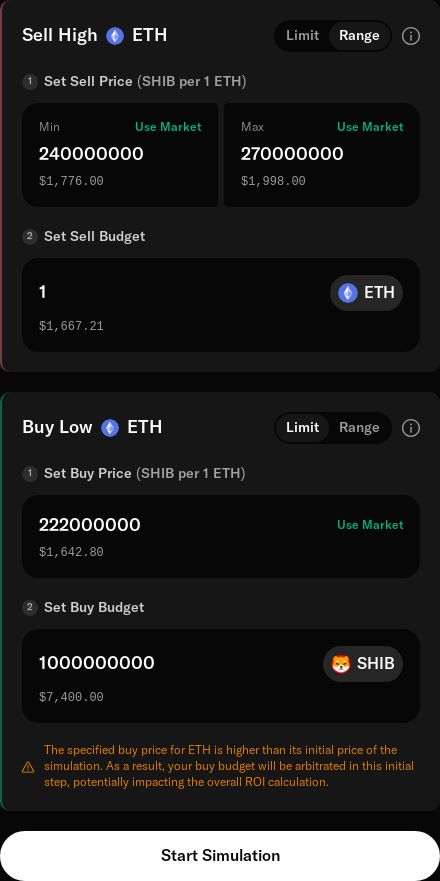 Sell High ETH Limit Range
1 Set Sell Price (SHIB per 1 ETH)
Min Use Market Max Use Market
240000000 270000000
$1,776.00 $1,998.00
2 Set Sell Budget
1 ETH
$1,667.21
Buy Low ETH Limit Range
1 Set Buy Price (SHIB per 1 ETH)
222000000 Use Market
$1,642.80
2 Set Buy Budget
1000000000 SHIB
$7,400.00
The specified buy price for ETH is higher than its initial price of the
simulation. As a result, your buy budget will be arbitrated in this initial
step, potentially impacting the overall ROI calculation.
Start Simulation